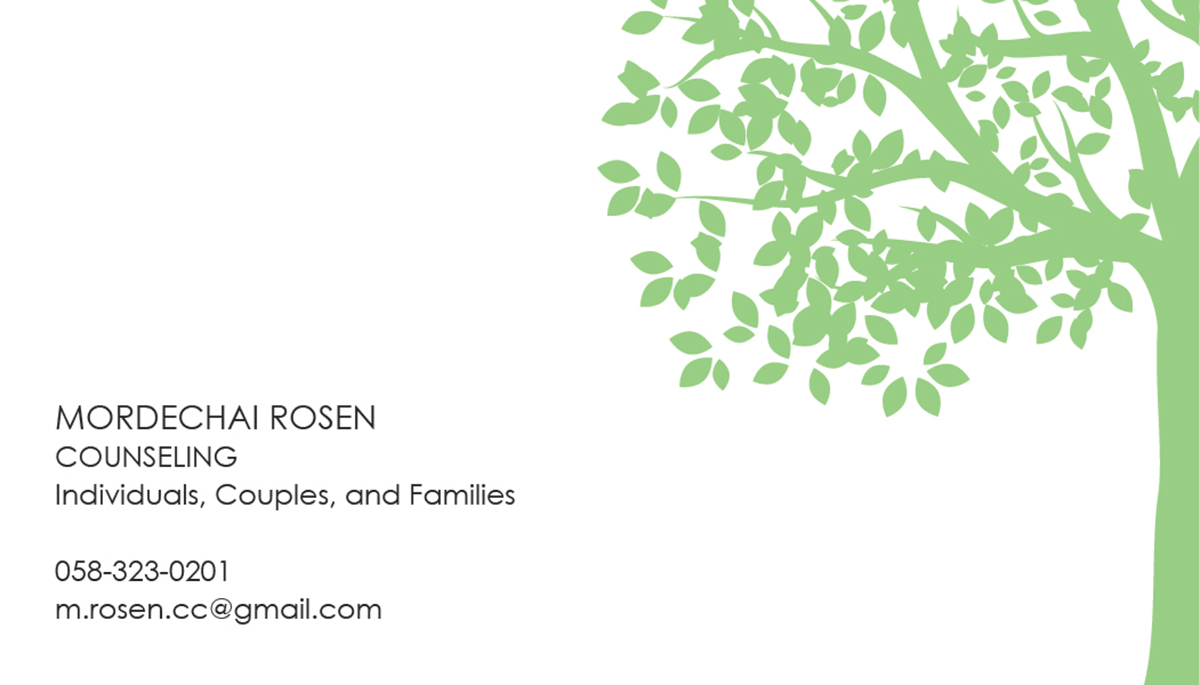 MORDECHAI ROSEN
COUNSELING
Individuals, Couples, and Families
058-323-0201
m.rosen.cc@gmail.com